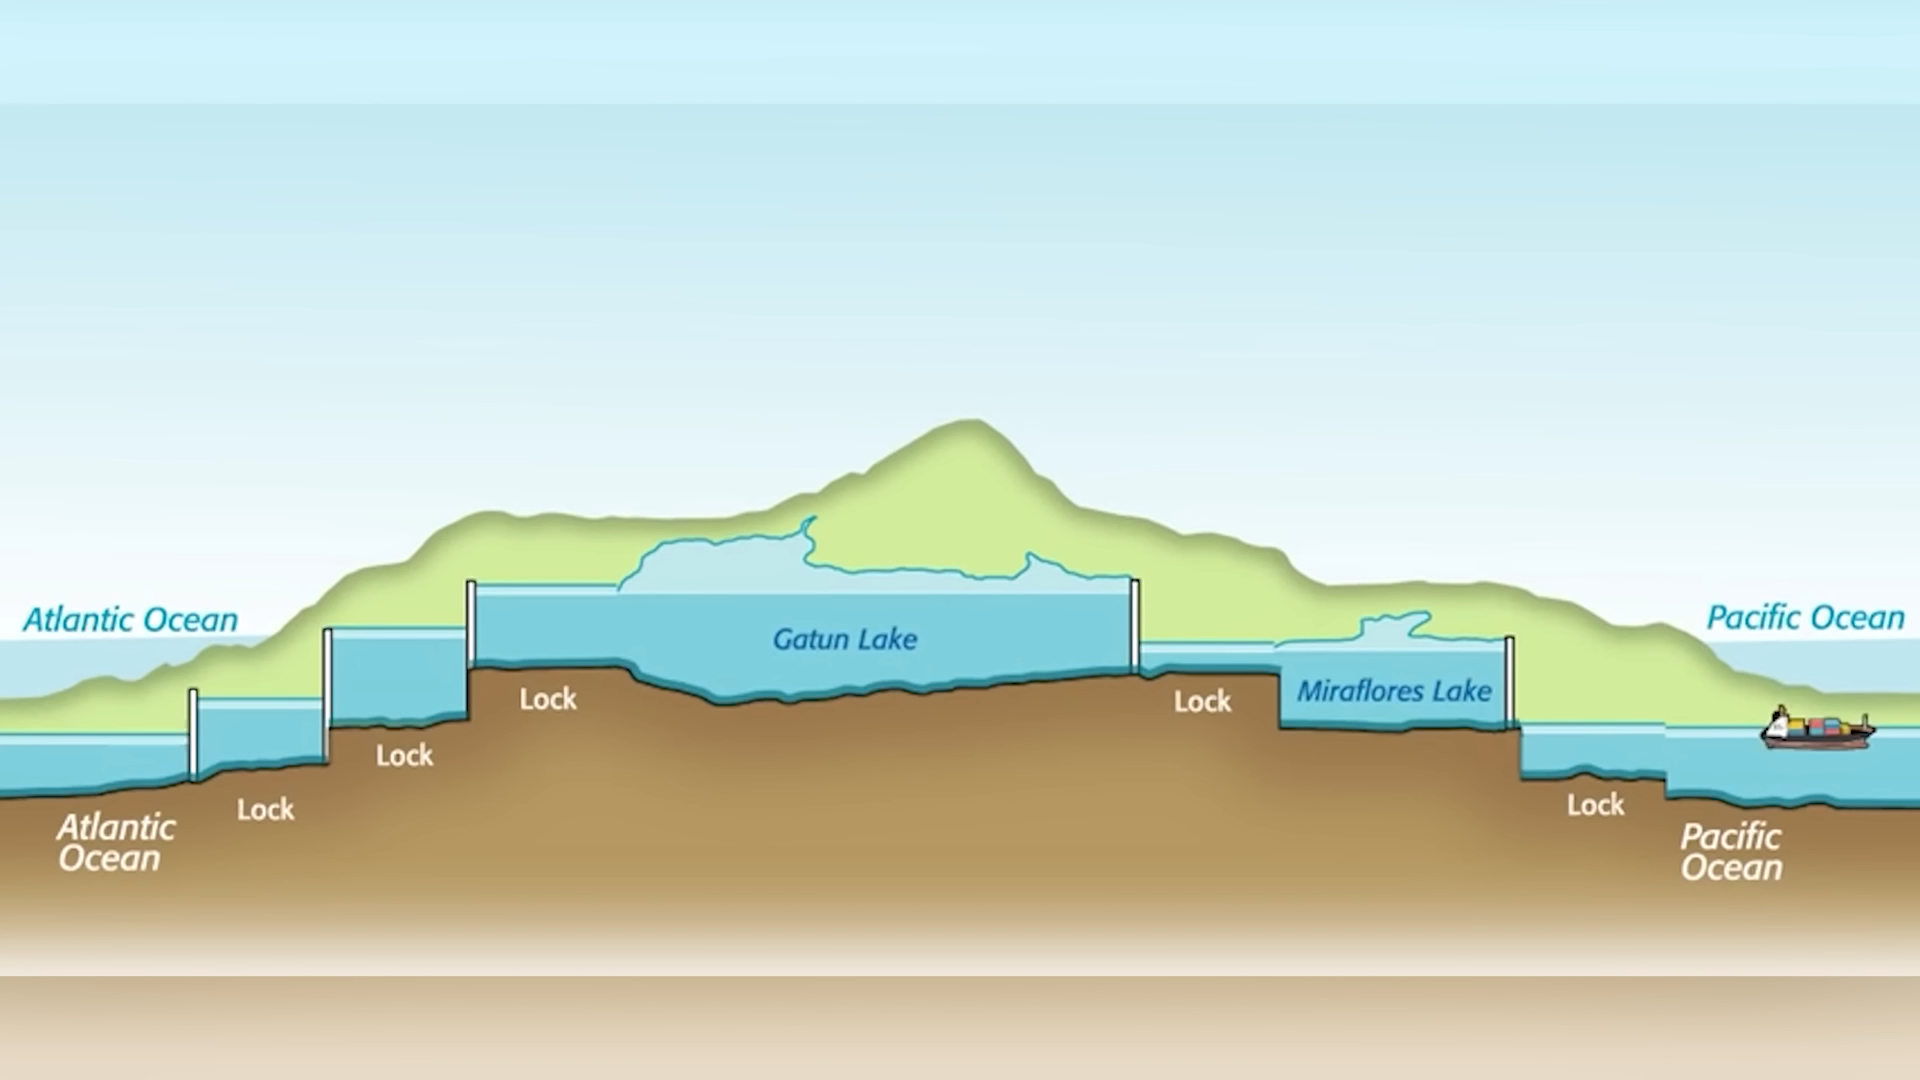 Atlantic Ocean
Pacific Ocean
Gatun Lake
Miraflores Lake
Lock
Lock
Lock
Lock
Lock
Atlantic
Ocean
Pacific
Ocean